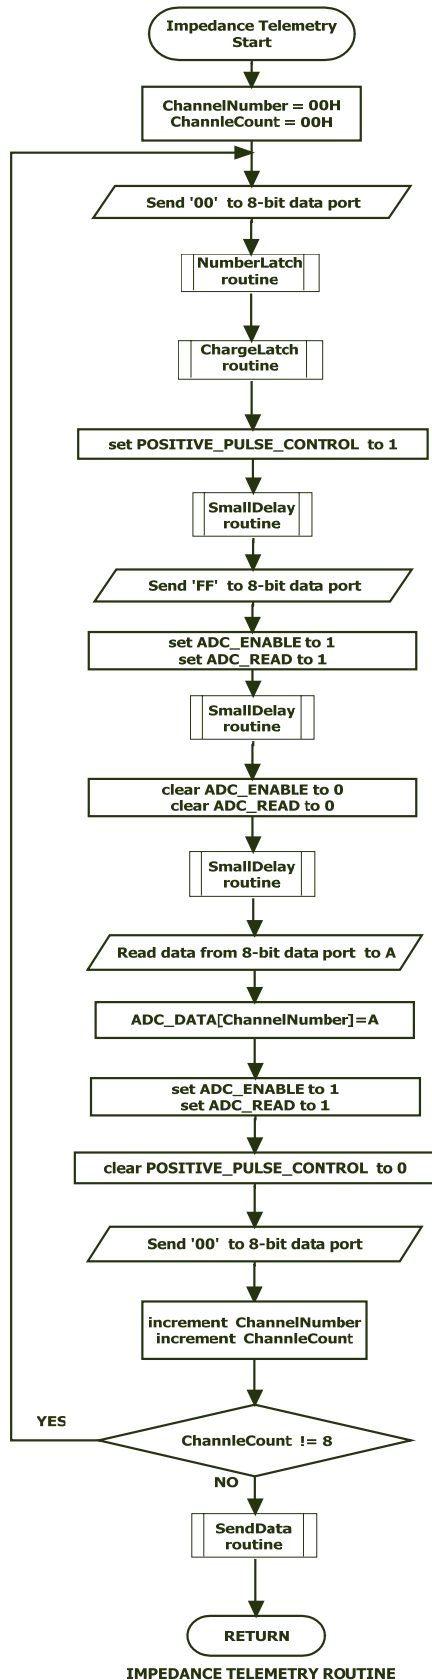 Impedance Telemetry
Start
ChannelNumber = 00H
ChannleCount = 00H
Send '00' to 8-bit data port
NumberLatch
routine
ChargeLatch
routine
set POSITIVE_PULSE_CONTROL to 1
SmallDelay
routine
Send 'FF' to 8-bit data port
set ADC_ENABLE to 1
set ADC_READ to 1
SmallDelay
routine
clear ADC_ENABLE to 0
clear ADC_READ to 0
SmallDelay
routine
Read data from 8-bit data port to A
ADC_DATA[ChannelNumber]=A
set ADC_ENABLE to 1
set ADC_READ to 1
clear POSITIVE_PULSE_CONTROL to 0
Send '00' to 8-bit data port
increment ChannelNumber
increment ChannleCount
YES
ChannleCount != 8
NO
SendData
routine
RETURN
IMPEDANCE TELEMETRY ROUTINE